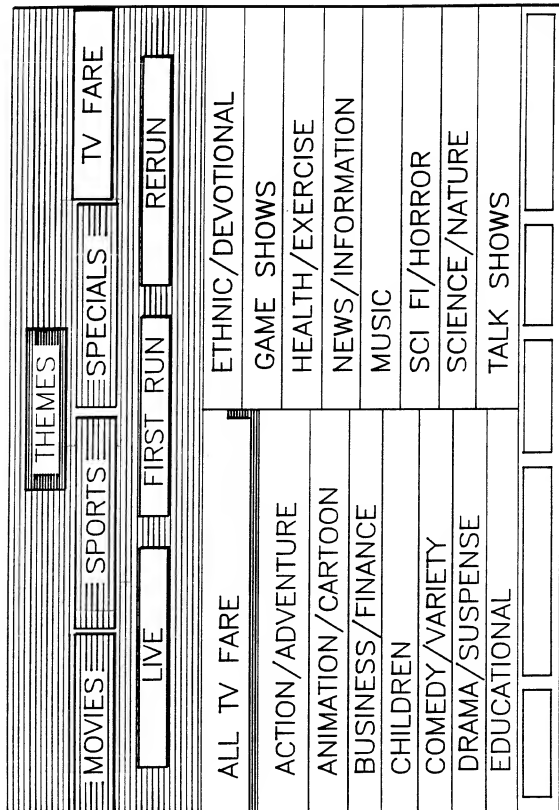 THEMES
MOVIES SPORTS SPECIALS TV FARE
LIVE FIRST RUN RERUN
ALL TV FARE
ACTION/ADVENTURE
ANIMATION/CARTOON
BUSINESS/FINANCE
CHILDREN
COMEDY/VARIETY
DRAMA/SUSPENSE
EDUCATIONAL
ETHNIC/DEVOTIONAL
GAME SHOWS
HEALTH/EXERCISE
NEWS/INFORMATION
MUSIC
SCI FI/HORROR
SCIENCE/NATURE
TALK SHOWS